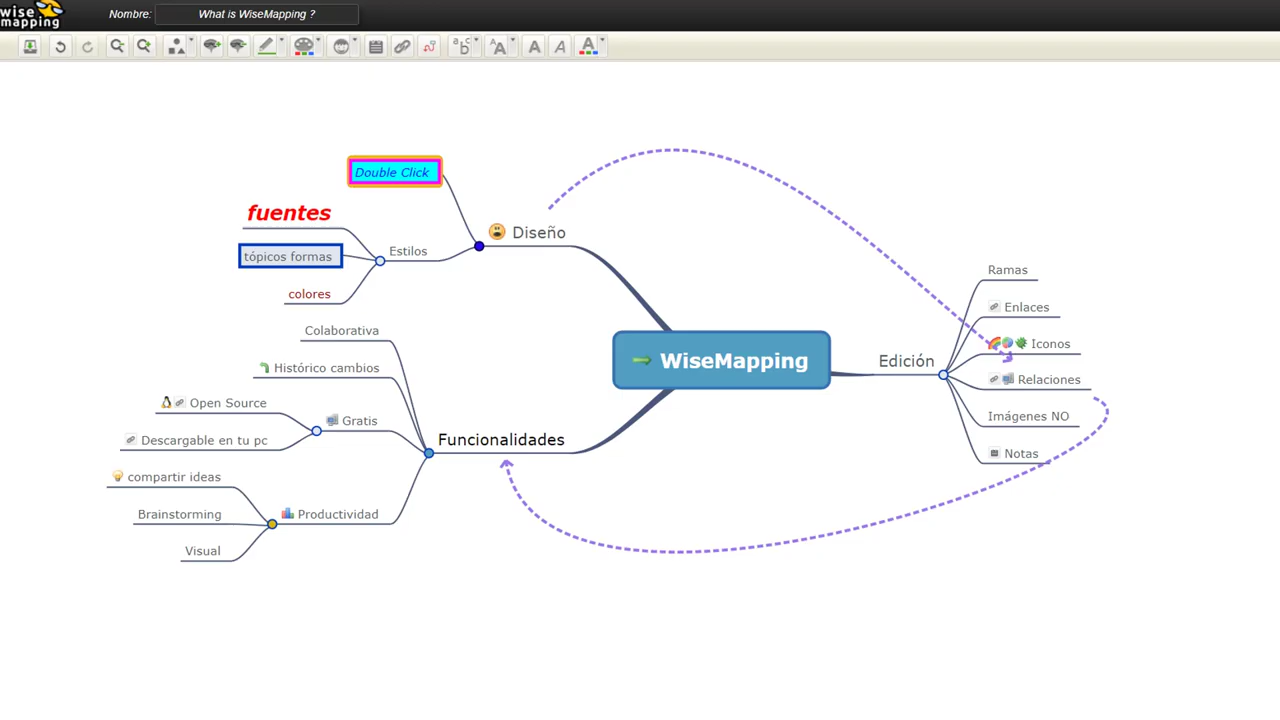 wise
mapping
Nombre: What is WiseMapping ?
Double Click
fuentes
tópicos formas
colores
Estilos
Diseño
WiseMapping
Edición
Ramas
Enlaces
Iconos
Relaciones
Imágenes NO
Notas
Colaborativa
Histórico cambios
Open Source
Descargable en tu pc
Gratis
Funcionalidades
compartir ideas
Brainstorming
Visual
Productividad